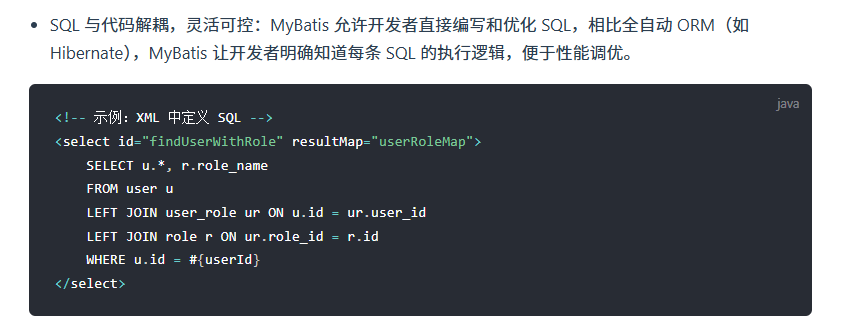 • SQL 与代码解耦，灵活可控：MyBatis 允许开发者直接编写和优化 SQL，相比全自动 ORM（如
Hibernate），MyBatis 让开发者明确知道每条 SQL 的执行逻辑，便于性能调优。
java
<!-- 示例：XML 中定义 SQL -->
<select id="findUserWithRole" resultMap="userRoleMap">
    SELECT u.*, r.role_name
    FROM user u
    LEFT JOIN user_role ur ON u.id = ur.user_id
    LEFT JOIN role r ON ur.role_id = r.id
    WHERE u.id = #{userId}
</select>